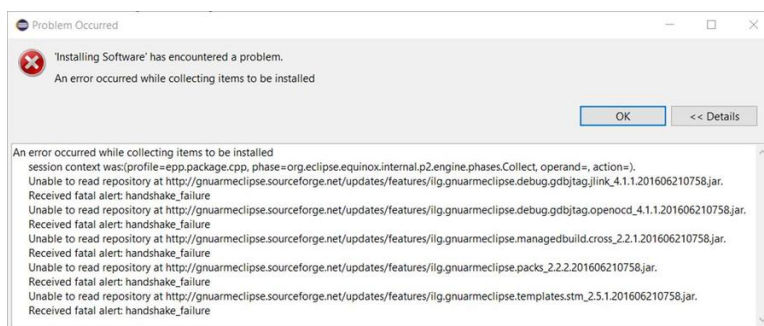 Problem Occurred
'Installing Software' has encountered a problem.
An error occurred while collecting items to be installed
OK
<< Details
An error occurred while collecting items to be installed
session context was:(profile=epp.package.cpp, phase=org.eclipse.equinox.internal.p2.engine.phases.Collect, operand=, action=).
Unable to read repository at http://gnuarmeclipse.sourceforge.net/updates/features/ilg.gnuarmeclipse.debug.gdbjtag.jlink_4.1.1.201606210758.jar.
Received fatal alert: handshake_failure
Unable to read repository at http://gnuarmeclipse.sourceforge.net/updates/features/ilg.gnuarmeclipse.debug.gdbjtag.openocd_4.1.1.201606210758.jar.
Received fatal alert: handshake_failure
Unable to read repository at http://gnuarmeclipse.sourceforge.net/updates/features/ilg.gnuarmeclipse.managedbuild.cross_2.2.1.201606210758.jar.
Received fatal alert: handshake_failure
Unable to read repository at http://gnuarmeclipse.sourceforge.net/updates/features/ilg.gnuarmeclipse.packs_2.2.2.201606210758.jar.
Received fatal alert: handshake_failure
Unable to read repository at http://gnuarmeclipse.sourceforge.net/updates/features/ilg.gnuarmeclipse.templates.stm_2.5.1.201606210758.jar.
Received fatal alert: handshake_failure